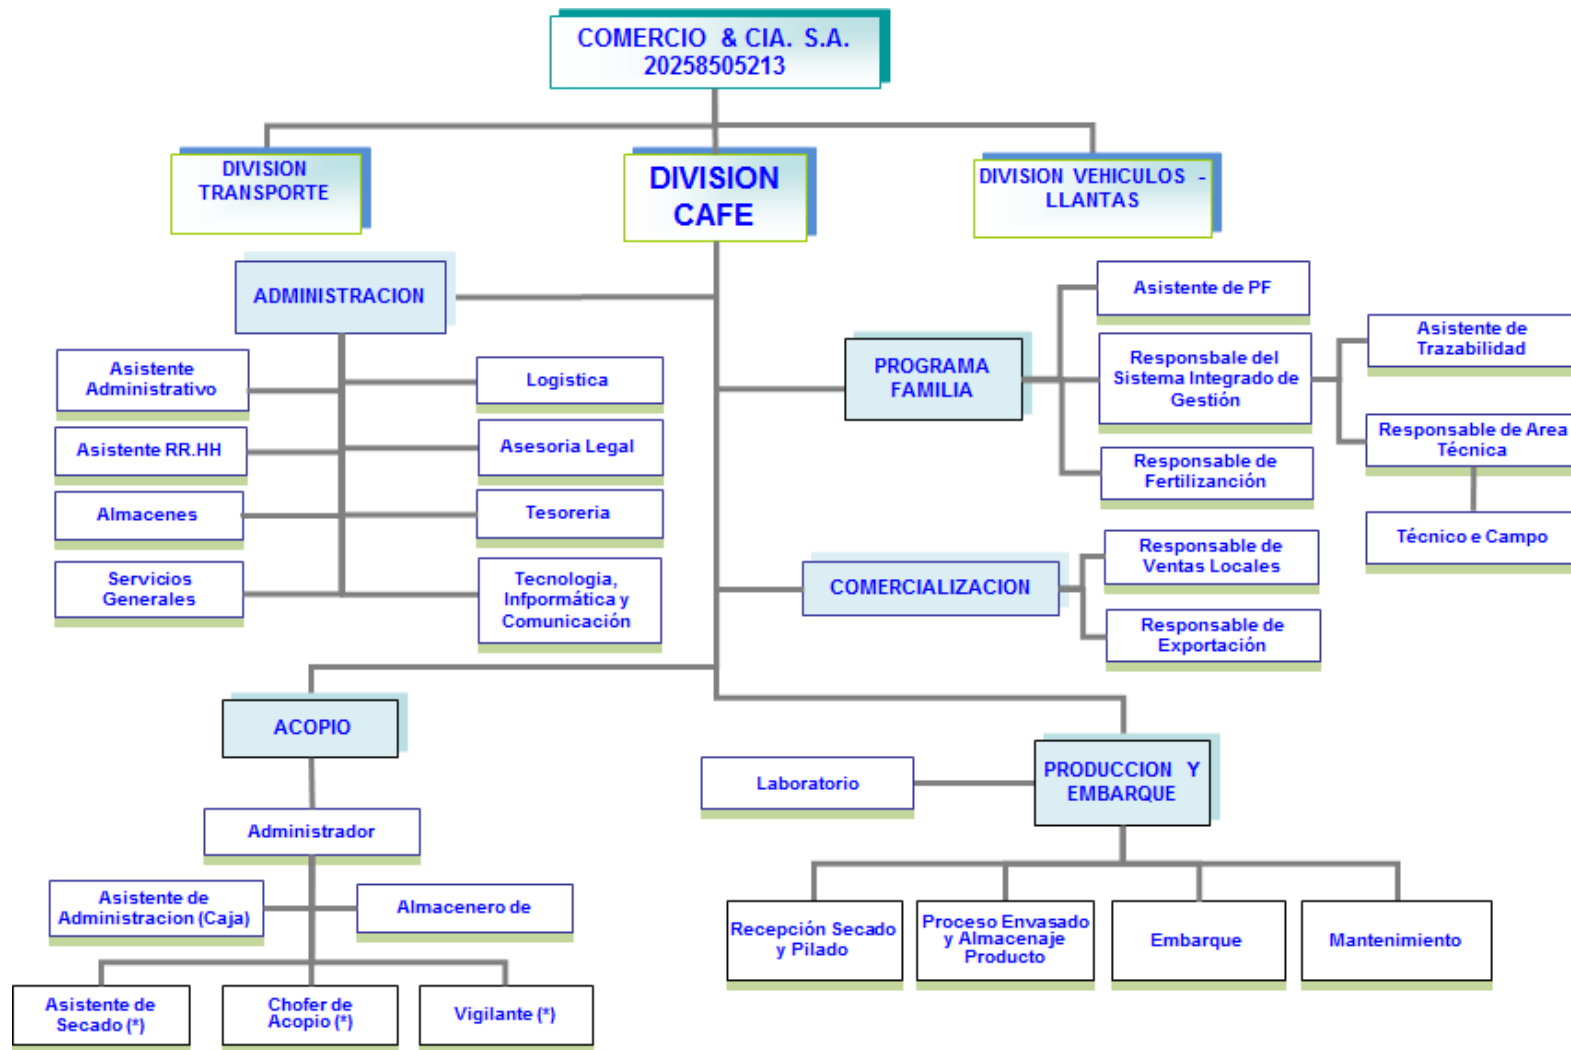 COMERCIO & CIA. S.A.
20258505213
DIVISION
TRANSPORTE
DIVISION
CAFE
DIVISION VEHICULOS -
LLANTAS
ADMINISTRACION
Asistente
Administrativo
Logistica
Asistente RR.HH
Asesoria Legal
Almacenes
Tesoreria
Servicios
Generales
Tecnologia,
Infpormática y
Comunicación
PROGRAMA
FAMILIA
Asistente de PF
Responsbale del
Sistema Integrado de
Gestión
Responsable de
Fertilizanción
Asistente de
Trazabilidad
Responsable de Area
Técnica
Técnico e Campo
COMERCIALIZACION
Responsable de
Ventas Locales
Responsable de
Exportación
ACOPIO
Administrador
Asistente de
Administracion (Caja)
Almacenero de
Asistente de
Secado (*)
Chofer de
Acopio (*)
Vigilante (*)
PRODUCCION Y
EMBARQUE
Laboratorio
Recepción Secado
y Pilado
Proceso Envasado
y Almacenaje
Producto
Embarque
Mantenimiento